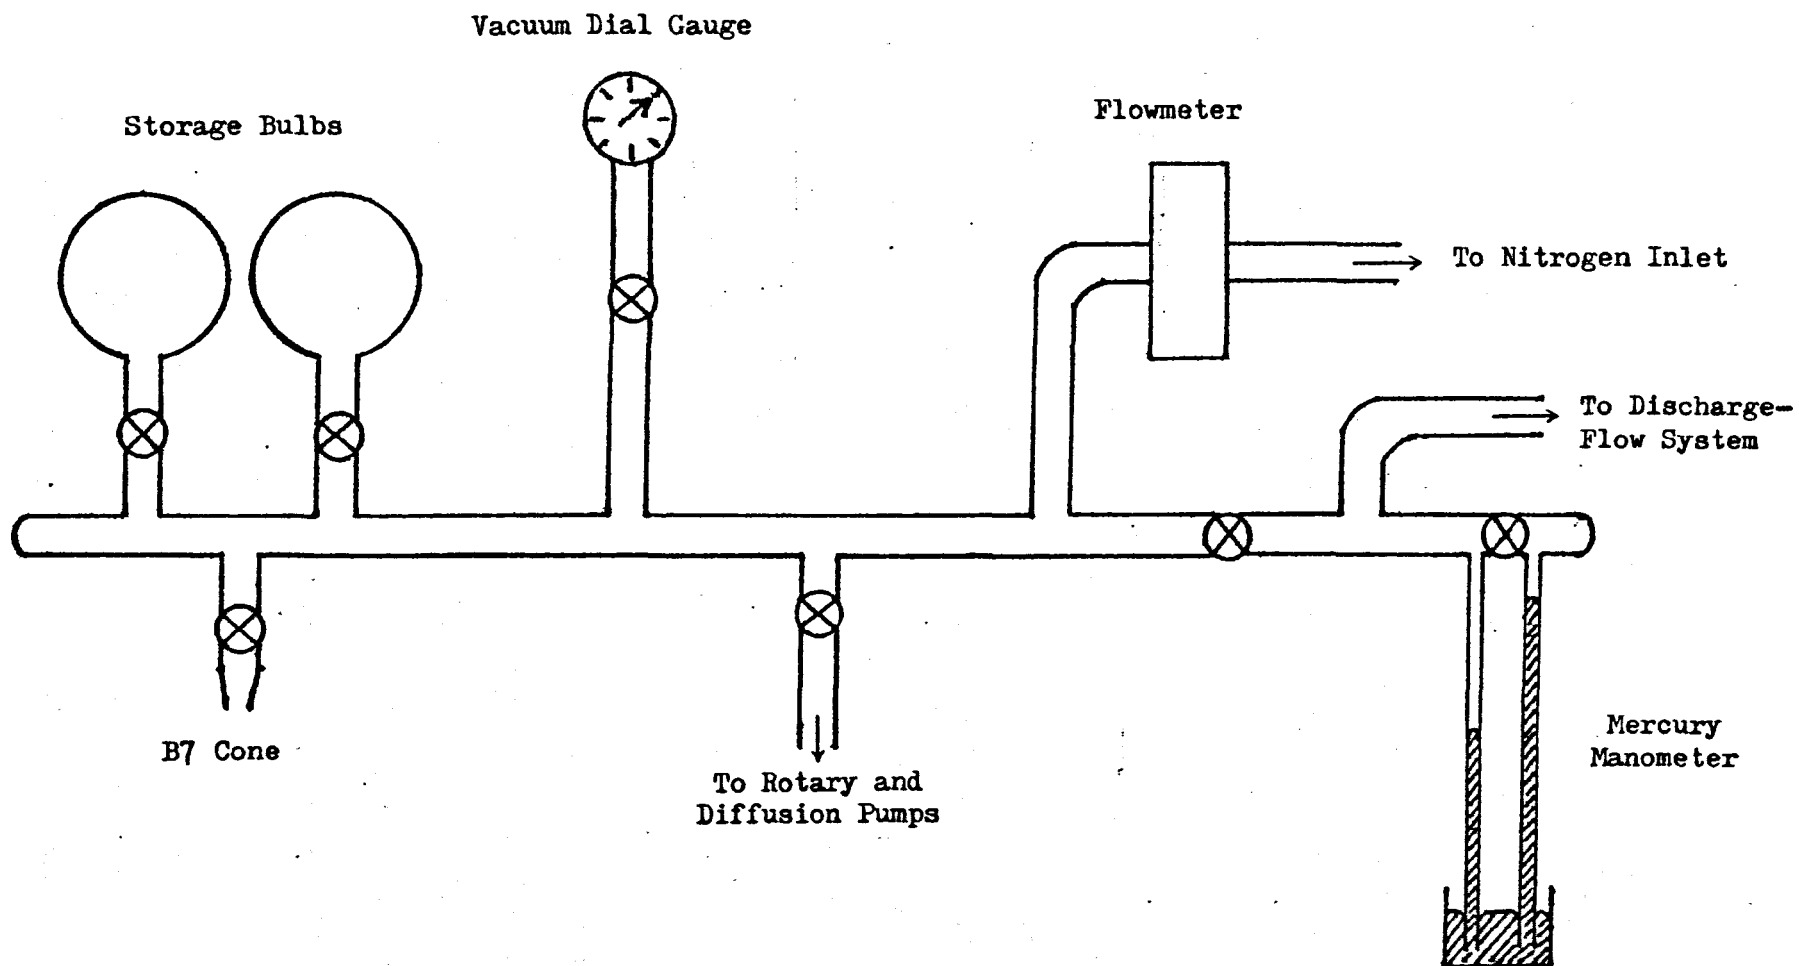 Vacuum Dial Gauge
Storage Bulbs
Flowmeter
To Nitrogen Inlet
To Discharge-
Flow System
B7 Cone
To Rotary and
Diffusion Pumps
Mercury
Manometer